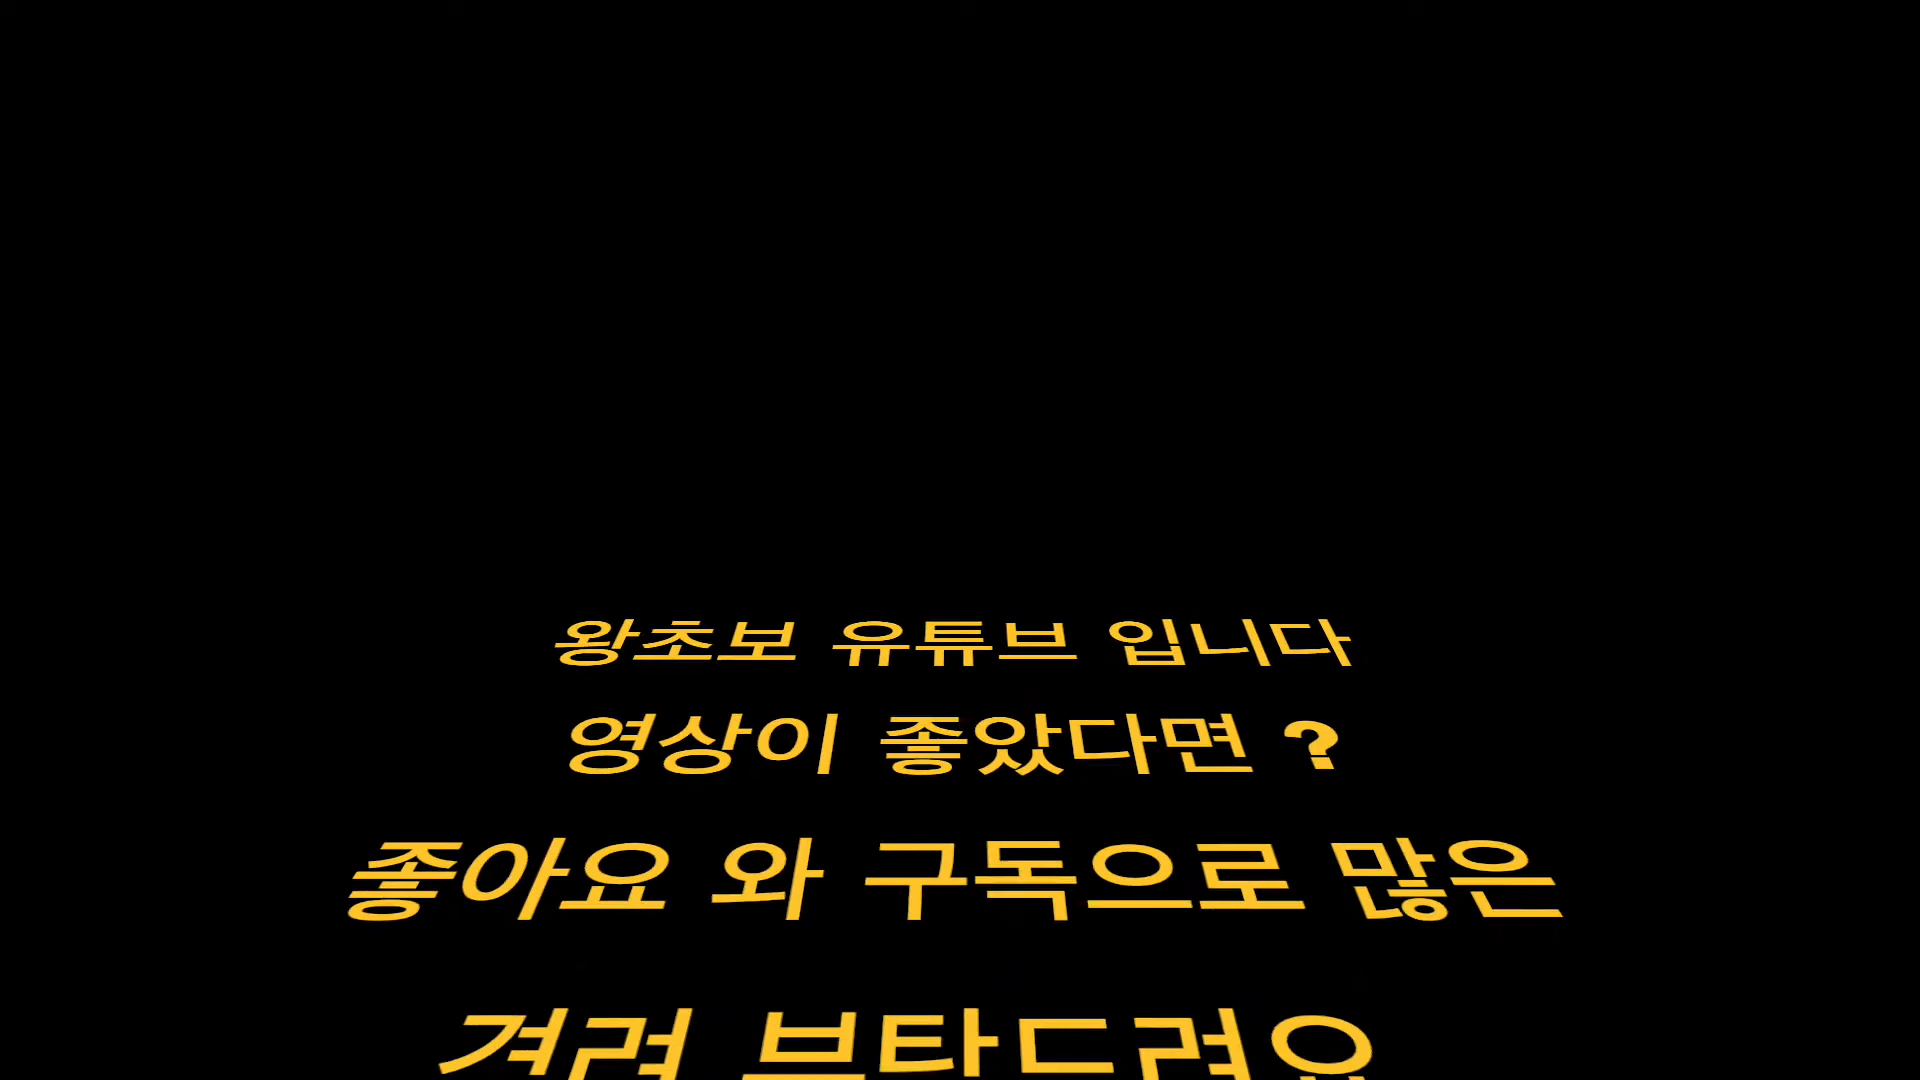 왕초보 유튜브 입니다
영상이 좋았다면 ?
좋아요 와 구독으로 많은
격려 부탁드려요